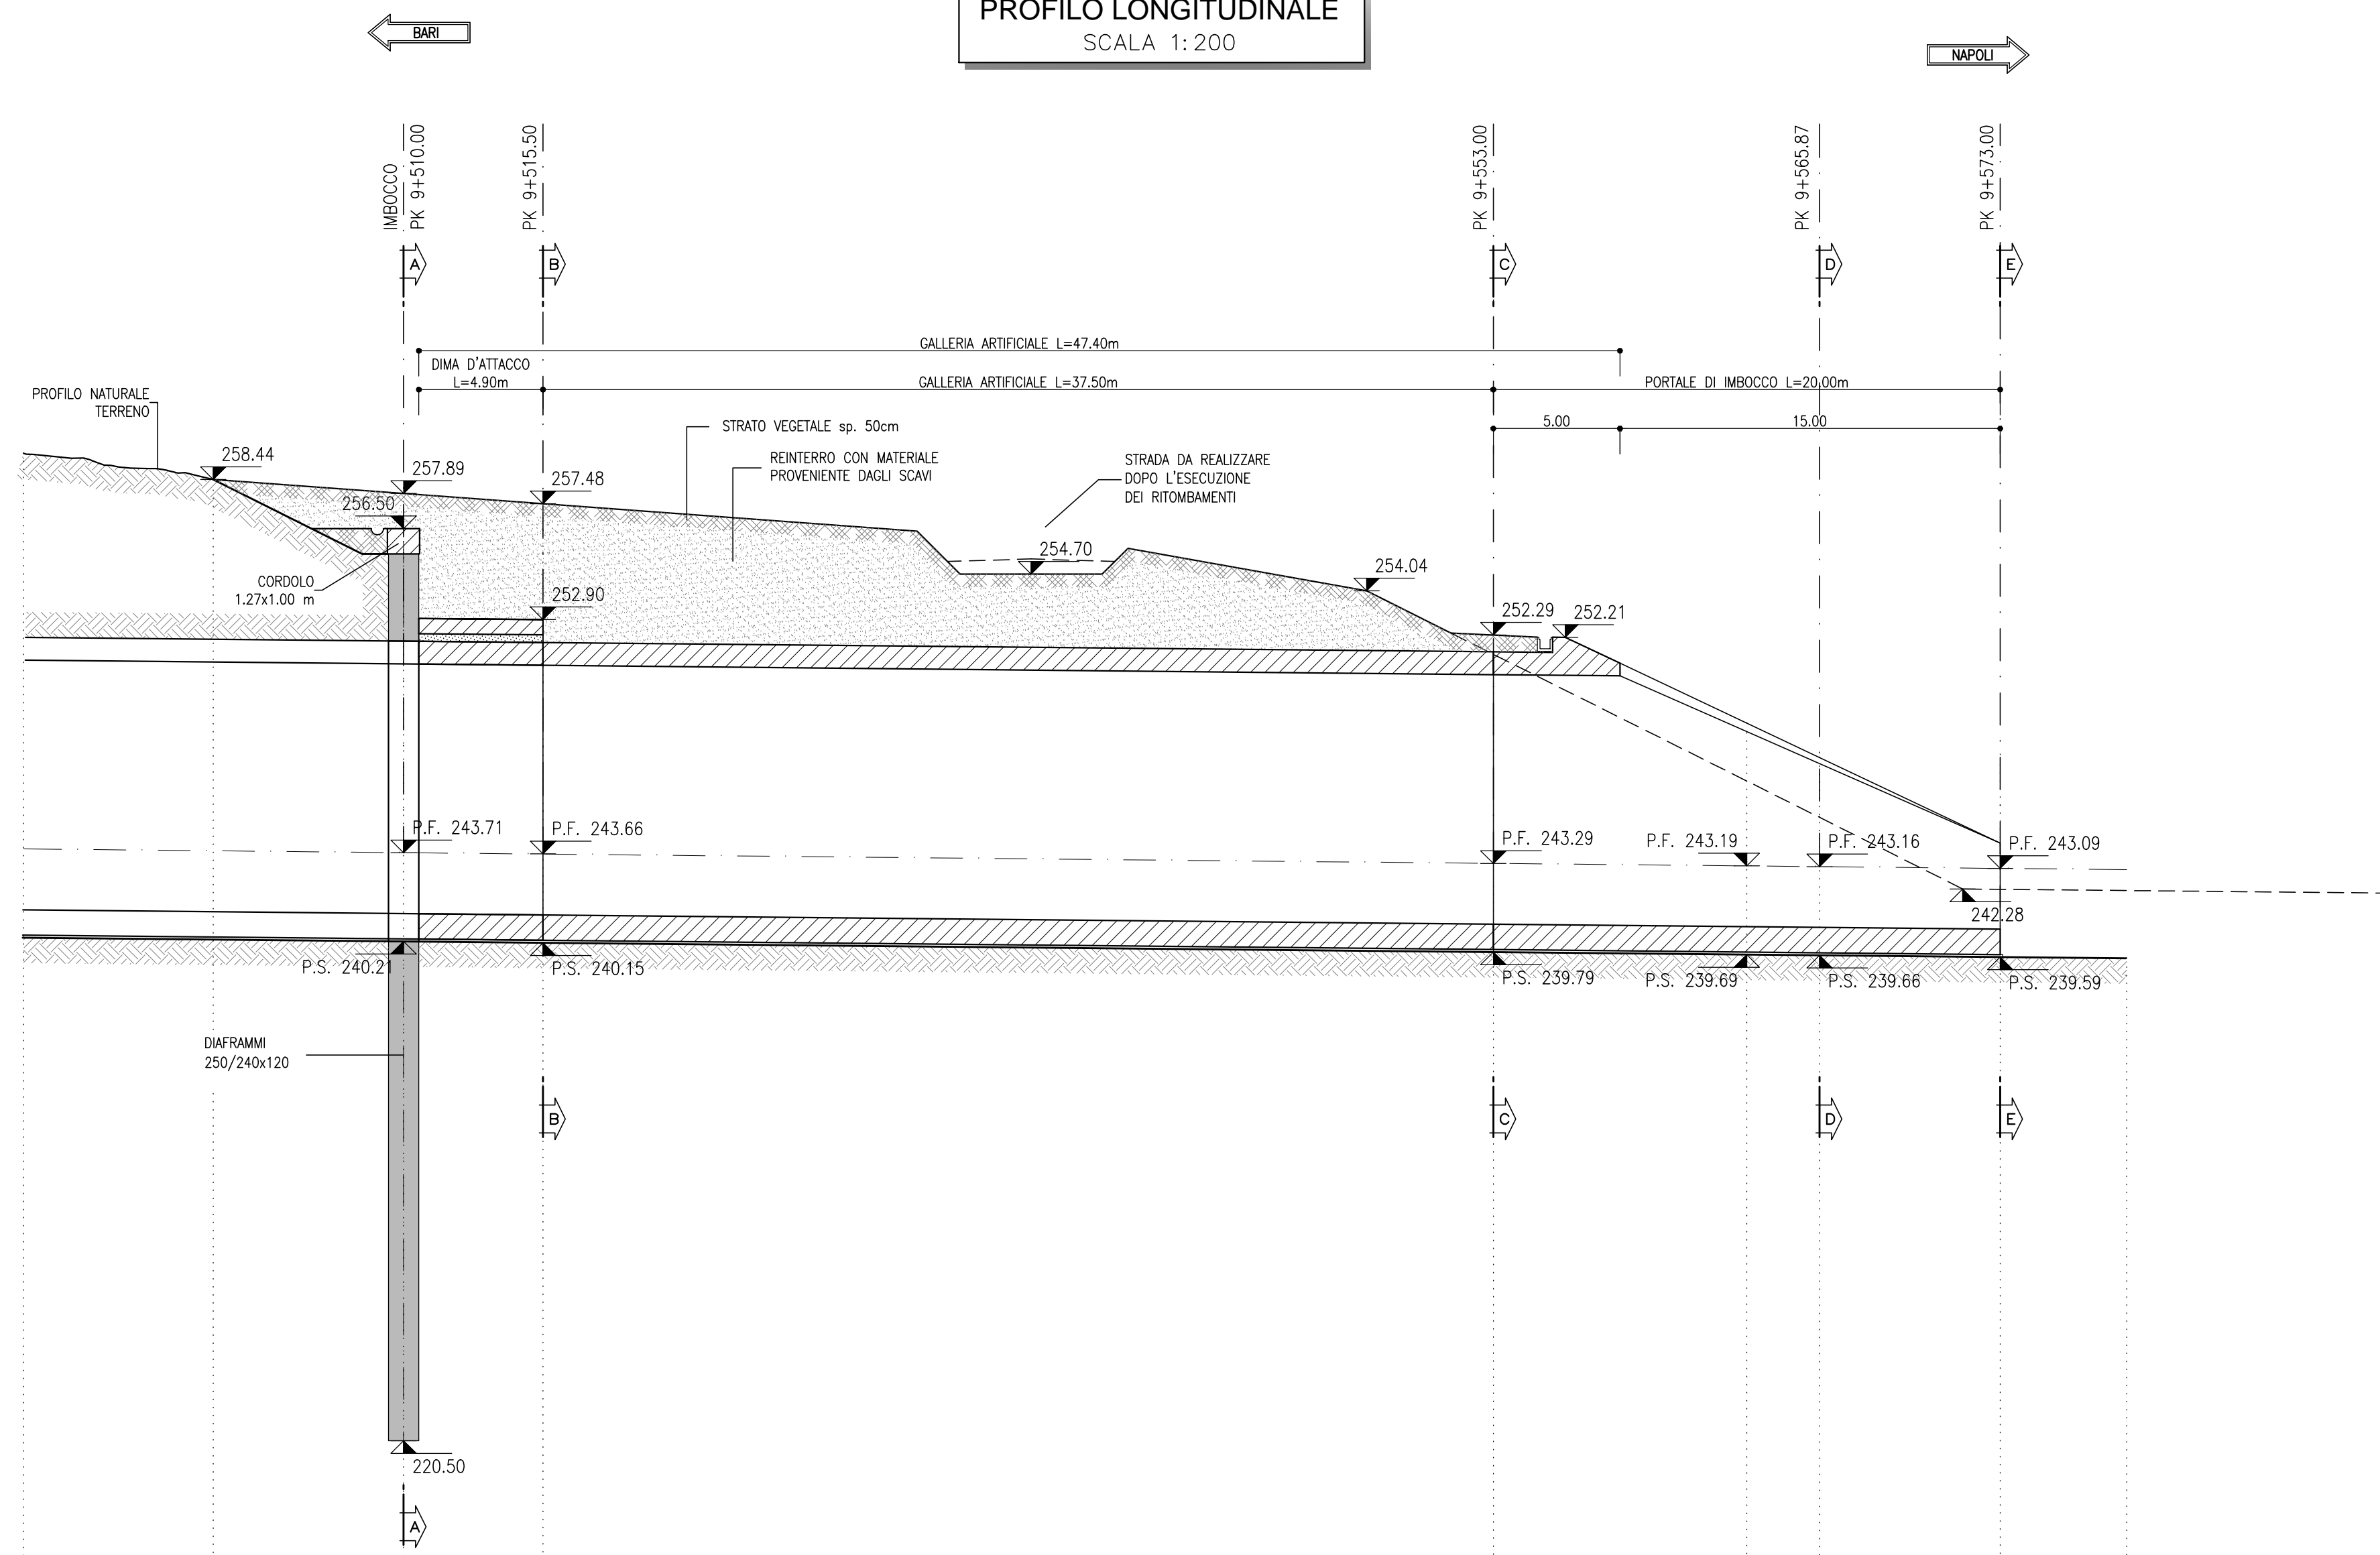 PROFILO LONGITUDINALE
SCALA 1:200
BARI
NAPOLI
IMBOCCO
PK 9+510.00
PK 9+515.50
PK 9+553.00
PK 9+565.87
PK 9+573.00
A
B
C
D
E
GALLERIA ARTIFICIALE L=47.40m
DIMA D'ATTACCO
L=4.90m
GALLERIA ARTIFICIALE L=37.50m
PORTALE DI IMBOCCO L=20.00m
5.00
15.00
PROFILO NATURALE
TERRENO
STRATO VEGETALE sp. 50cm
REINTERRO CON MATERIALE
PROVENIENTE DAGLI SCAVI
STRADA DA REALIZZARE
DOPO L'ESECUZIONE
DEI RITOMBAMENTI
258.44
257.89
257.48
256.50
254.70
254.04
CORDOLO
1.27x1.00 m
252.90
252.29
252.21
P.F. 243.71
P.F. 243.66
P.F. 243.29
P.F. 243.19
P.F. 243.16
P.F. 243.09
242.28
P.S. 240.21
P.S. 240.15
P.S. 239.79
P.S. 239.69
P.S. 239.66
P.S. 239.59
DIAFRAMMI
250/240x120
B
C
D
E
220.50
A